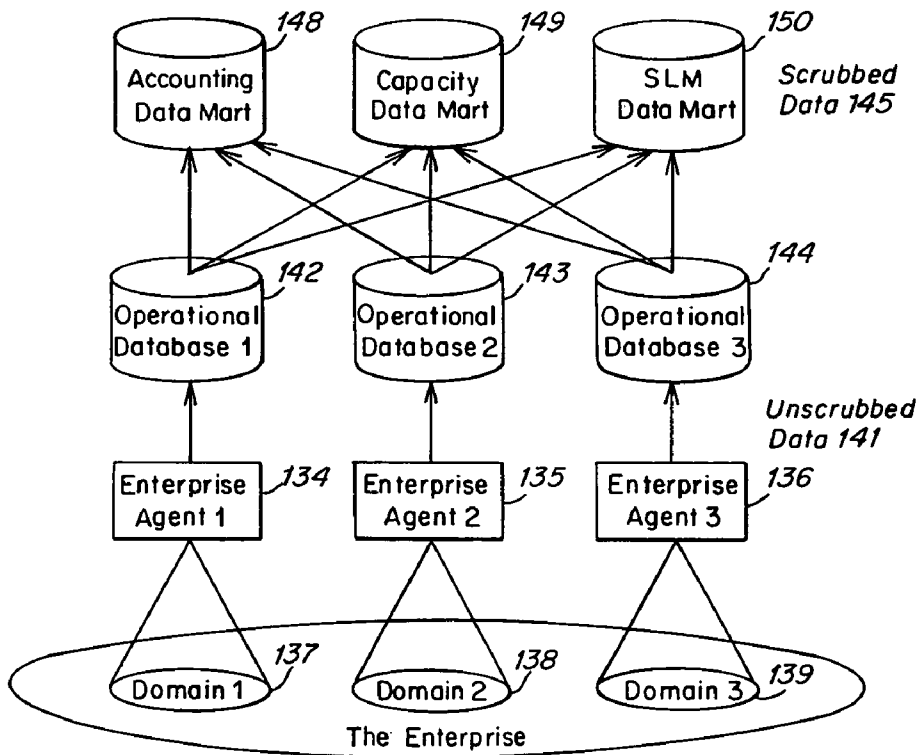 148
149
150
Accounting
Data Mart
Capacity
Data Mart
SLM
Data Mart
Scrubbed
Data 145
142
143
144
Operational
Database 1
Operational
Database 2
Operational
Database 3
Unscrubbed
Data 141
134
135
136
Enterprise
Agent 1
Enterprise
Agent 2
Enterprise
Agent 3
137
138
139
Domain 1
Domain 2
Domain 3
The Enterprise